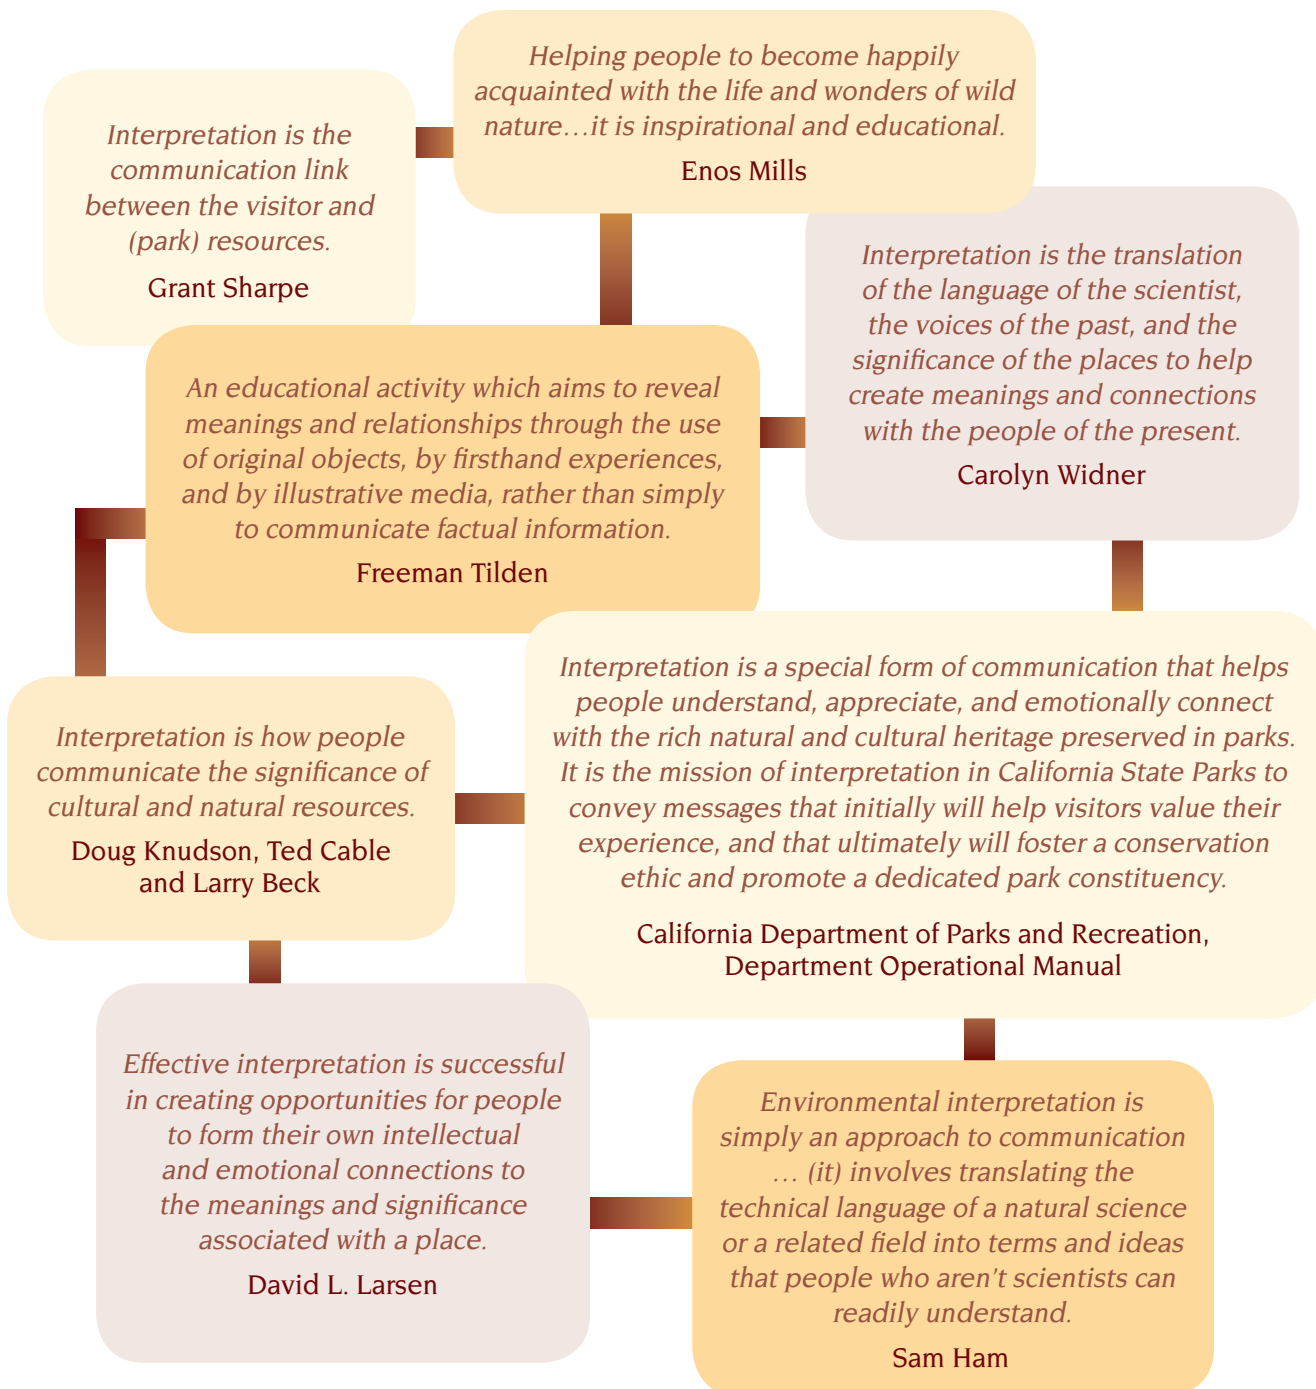 Helping people to become happily
acquainted with the life and wonders of wild
nature…it is inspirational and educational.
Enos Mills
Interpretation is the
communication link
between the visitor and
(park) resources.
Grant Sharpe
Interpretation is the translation
of the language of the scientist,
the voices of the past, and the
significance of the places to help
create meanings and connections
with the people of the present.
Carolyn Widner
An educational activity which aims to reveal
meanings and relationships through the use
of original objects, by firsthand experiences,
and by illustrative media, rather than simply
to communicate factual information.
Freeman Tilden
Interpretation is a special form of communication that helps
people understand, appreciate, and emotionally connect
with the rich natural and cultural heritage preserved in parks.
It is the mission of interpretation in California State Parks to
convey messages that initially will help visitors value their
experience, and that ultimately will foster a conservation
ethic and promote a dedicated park constituency.
California Department of Parks and Recreation,
Department Operational Manual
Interpretation is how people
communicate the significance of
cultural and natural resources.
Doug Knudson, Ted Cable
and Larry Beck
Effective interpretation is successful
in creating opportunities for people
to form their own intellectual
and emotional connections to
the meanings and significance
associated with a place.
David L. Larsen
Environmental interpretation is
simply an approach to communication
… (it) involves translating the
technical language of a natural science
or a related field into terms and ideas
that people who aren't scientists can
readily understand.
Sam Ham